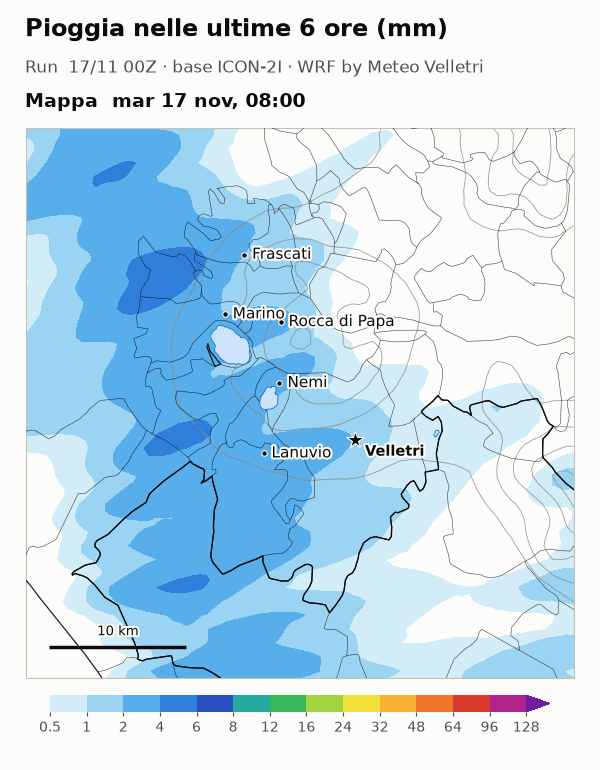 Pioggia nelle ultime 6 ore (mm)
Run 17/11 00Z · base ICON-2I · WRF by Meteo Velletri
Mappa mar 17 nov, 08:00
Frascati
Marino
Rocca di Papa
Nemi
Velletri
Lanuvio
10 km
0.5 1 2 4 6 8 12 16 24 32 48 64 96 128